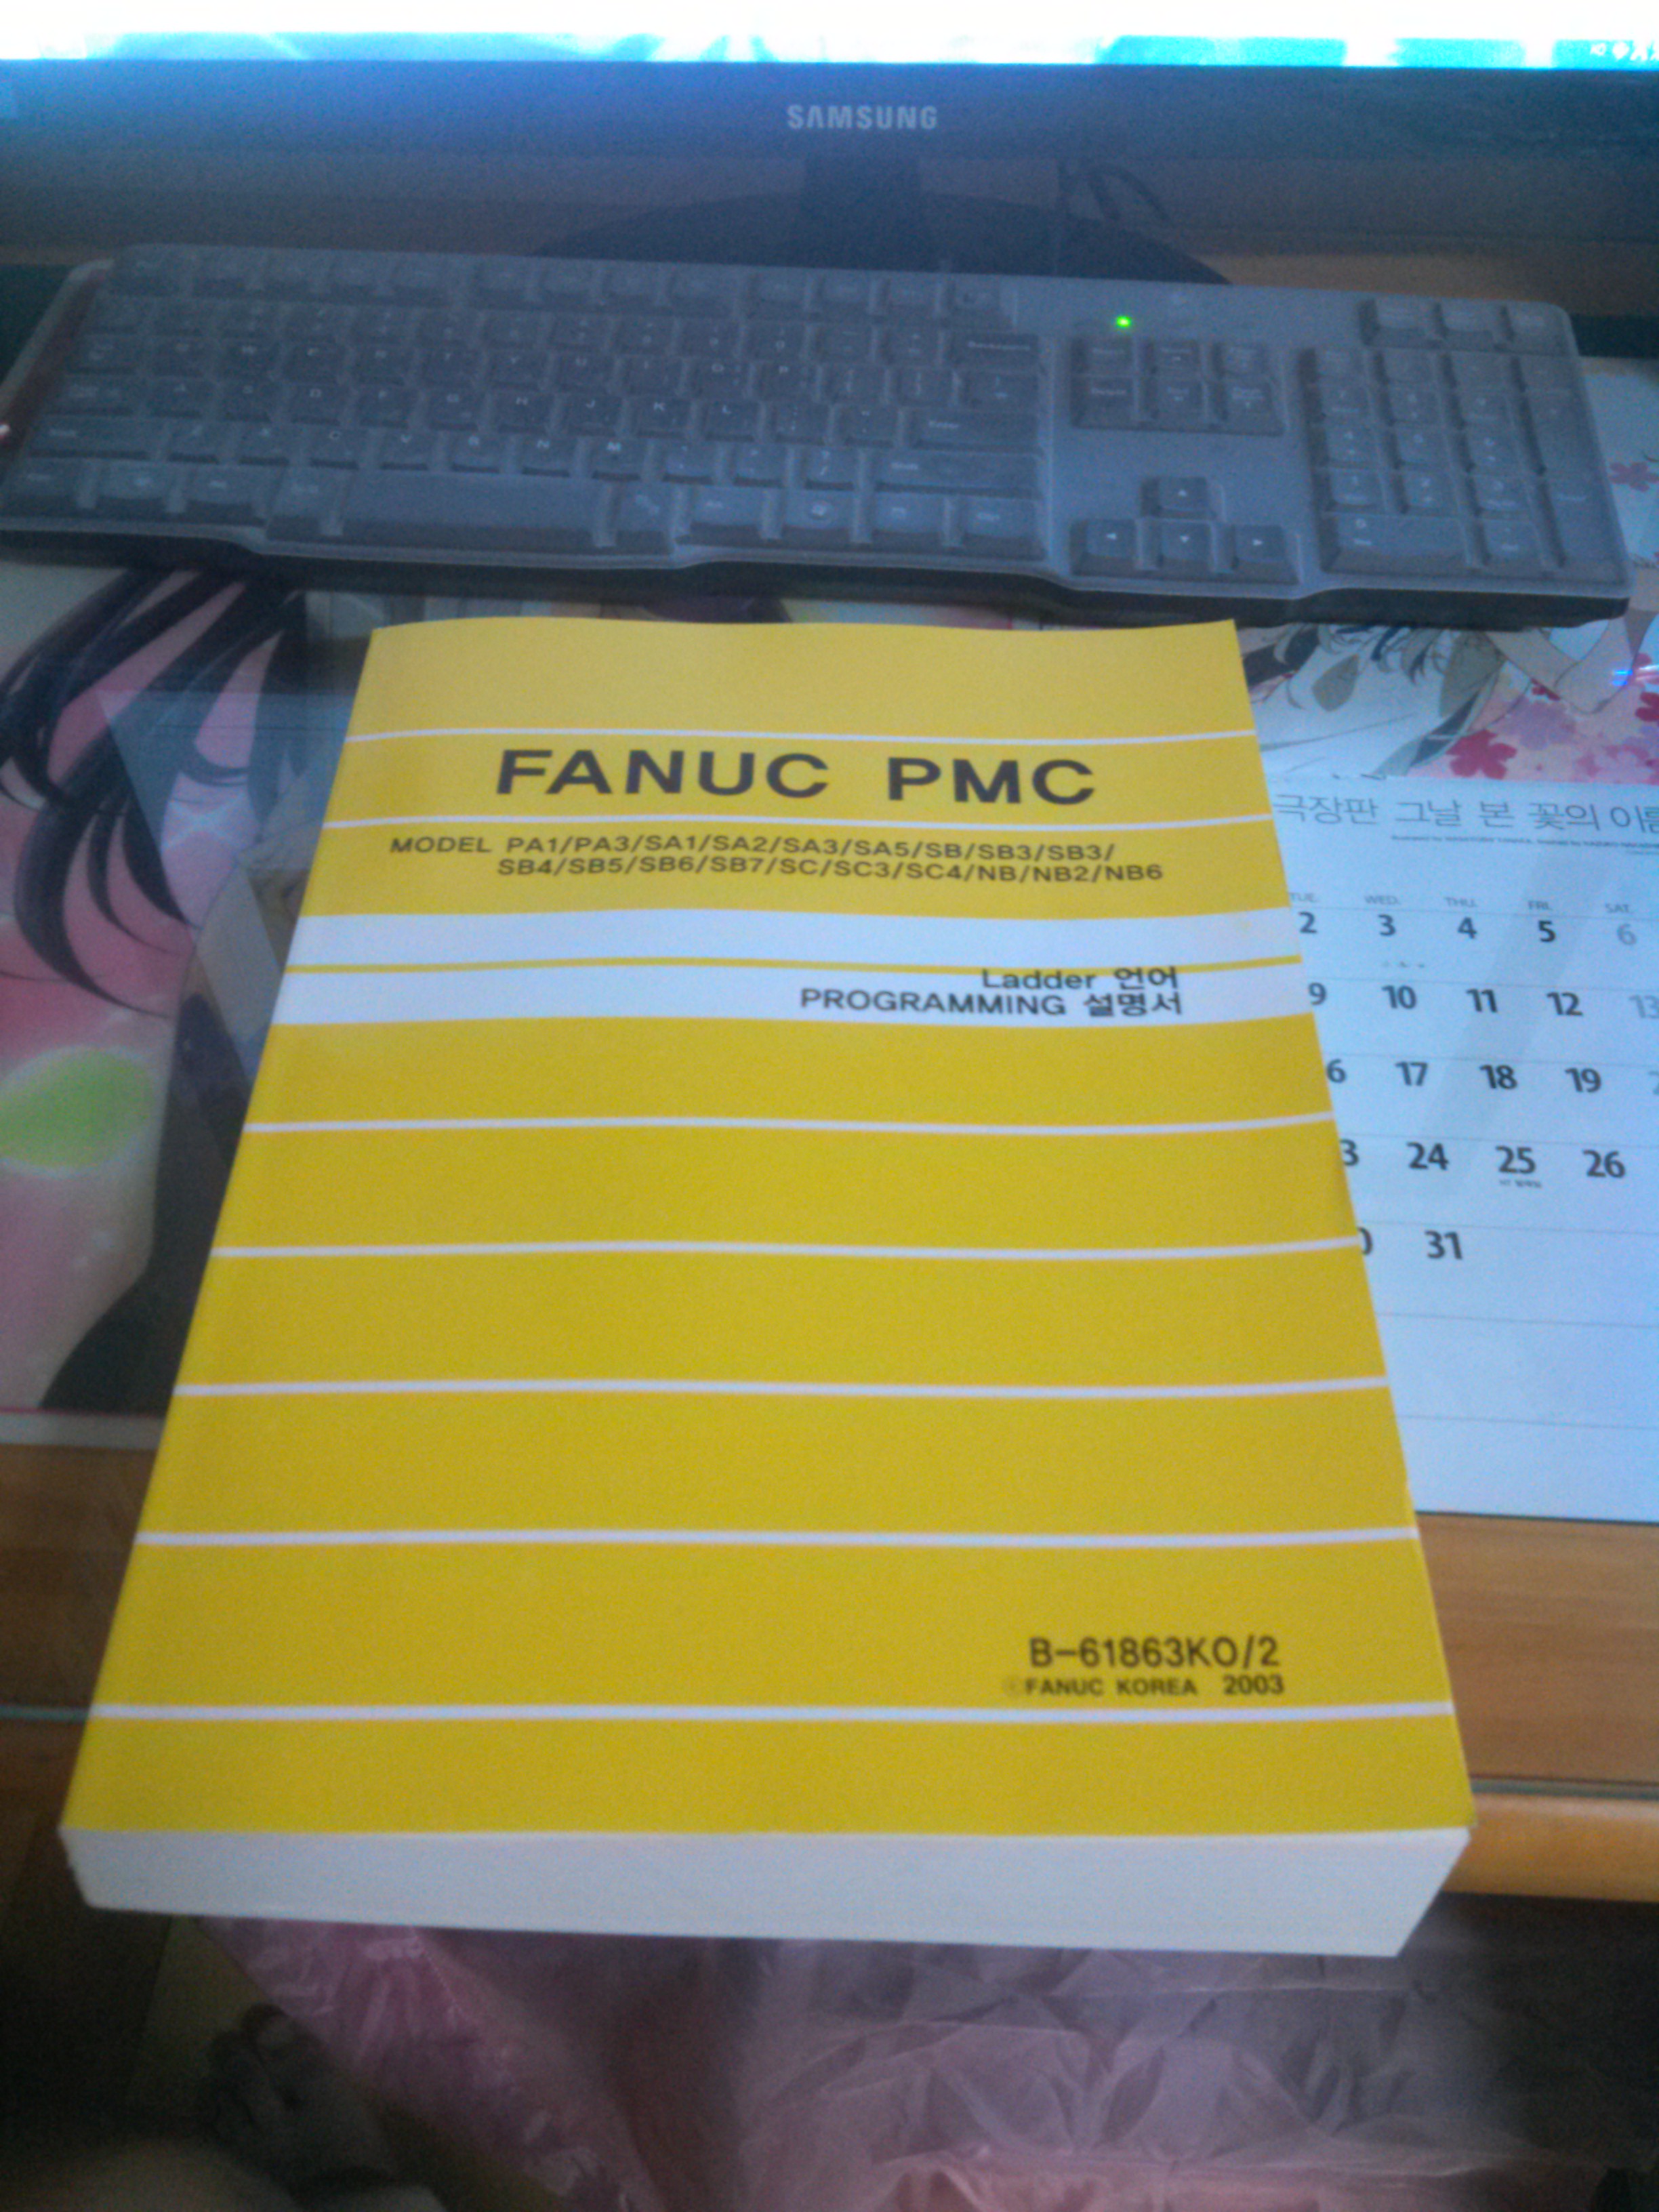 SAMSUNG
FANUC PMC
MODEL PA1/PA3/SA1/SA2/SA3/SA5/SB/SB3/SB3/
SB4/SB5/SB6/SB7/SC/SC3/SC4/NB/NB2/NB6
Ladder 언어
PROGRAMMING 설명서
B-61863KO/2
©FANUC KOREA 2003
극장판 그날 본 꽃의 이름
TUE. WED. THU. FRI. SAT.
2 3 4 5 6
9 10 11 12 13
6 17 18 19
3 24 25 26
31